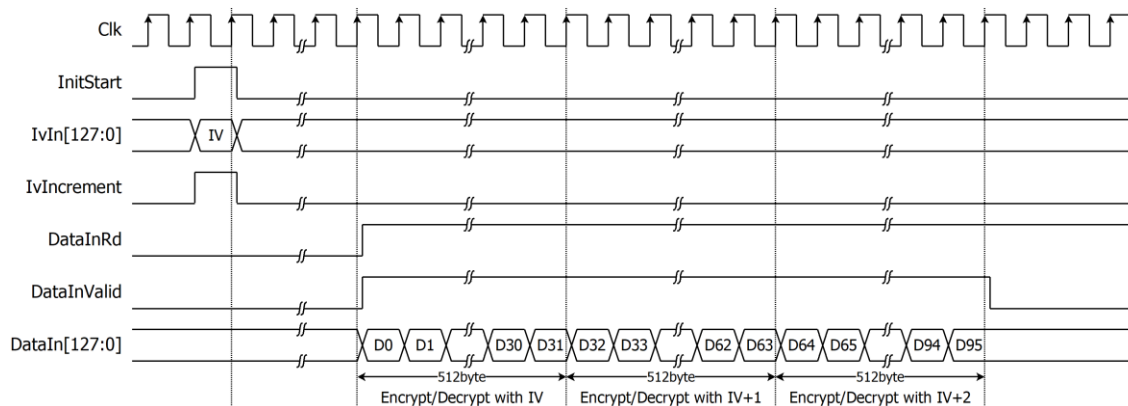 Clk
InitStart
IvIn[127:0]
IV
IvIncrement
DataInRd
DataInValid
DataIn[127:0]
D0 D1 D30 D31 D32 D33 D62 D63 D64 D65 D94 D95
512byte 512byte 512byte
Encrypt/Decrypt with IV Encrypt/Decrypt with IV+1 Encrypt/Decrypt with IV+2